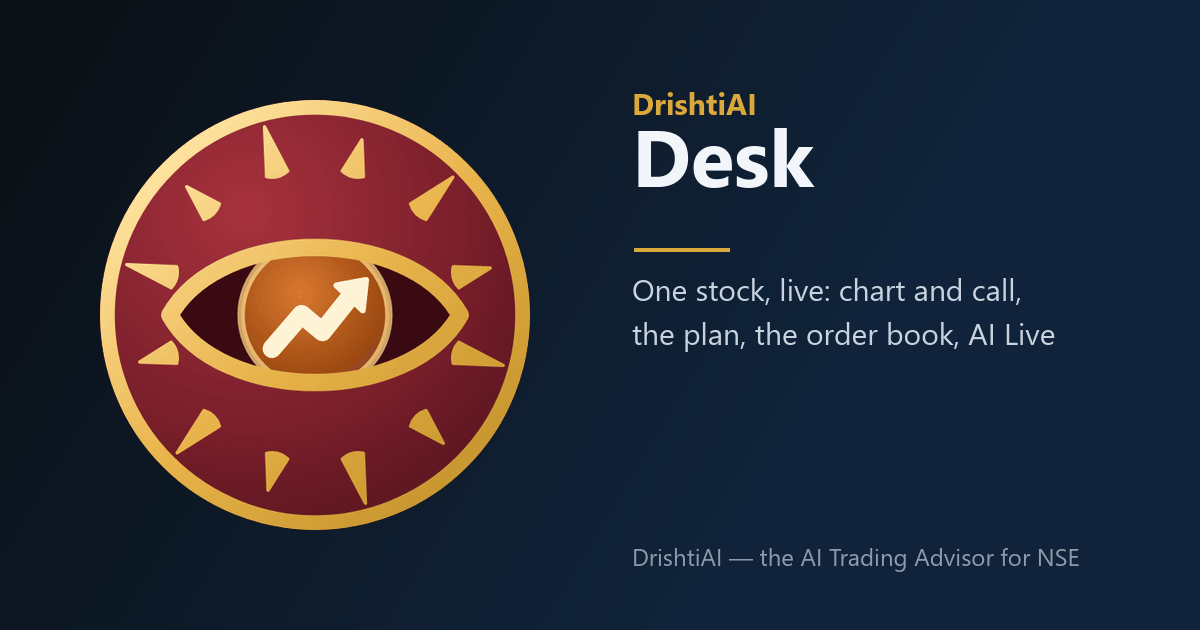 DrishtiAI
Desk
One stock, live: chart and call,
the plan, the order book, AI Live
DrishtiAI — the AI Trading Advisor for NSE